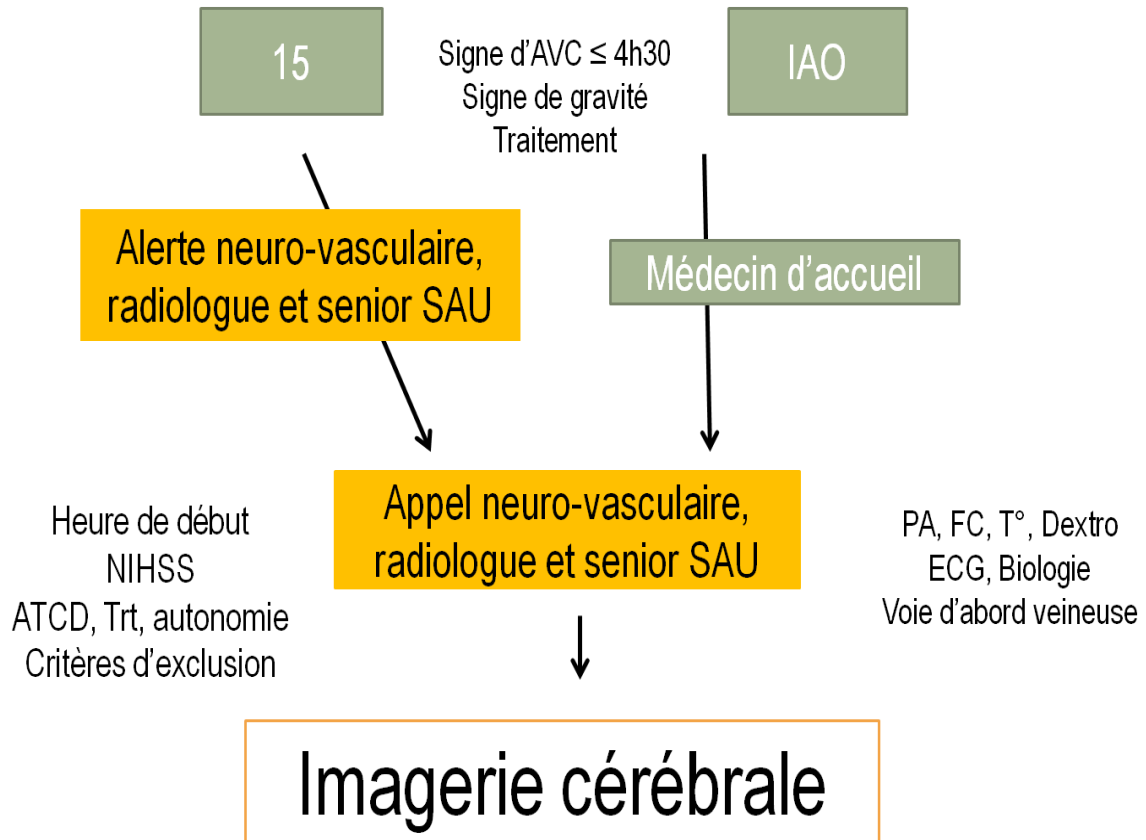 15
Signe d'AVC ≤ 4h30
Signe de gravité
Traitement
IAO
Alerte neuro-vasculaire,
radiologue et senior SAU
Médecin d'accueil
Heure de début
NIHSS
ATCD, Trt, autonomie
Critères d'exclusion
Appel neuro-vasculaire,
radiologue et senior SAU
PA, FC, T°, Dextro
ECG, Biologie
Voie d'abord veineuse
Imagerie cérébrale